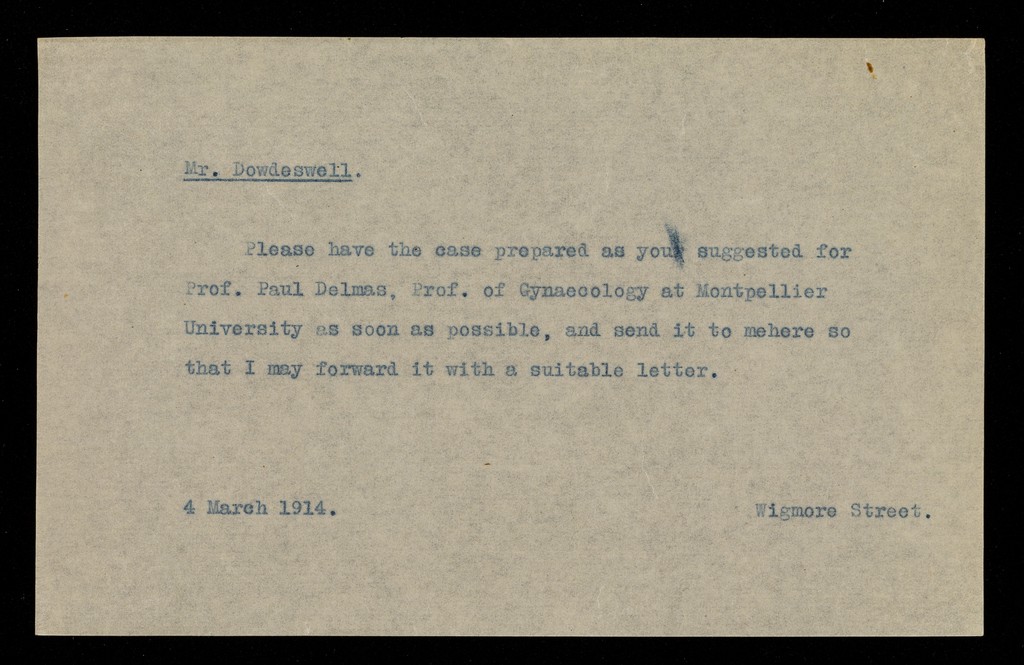 Mr. Dowdeswell.
Please have the case prepared as you suggested for
Prof. Paul Delmas, Prof. of Gynaecology at Montpellier
University as soon as possible, and send it to mehere so
that I may forward it with a suitable letter.
4 March 1914.
Wigmore Street.